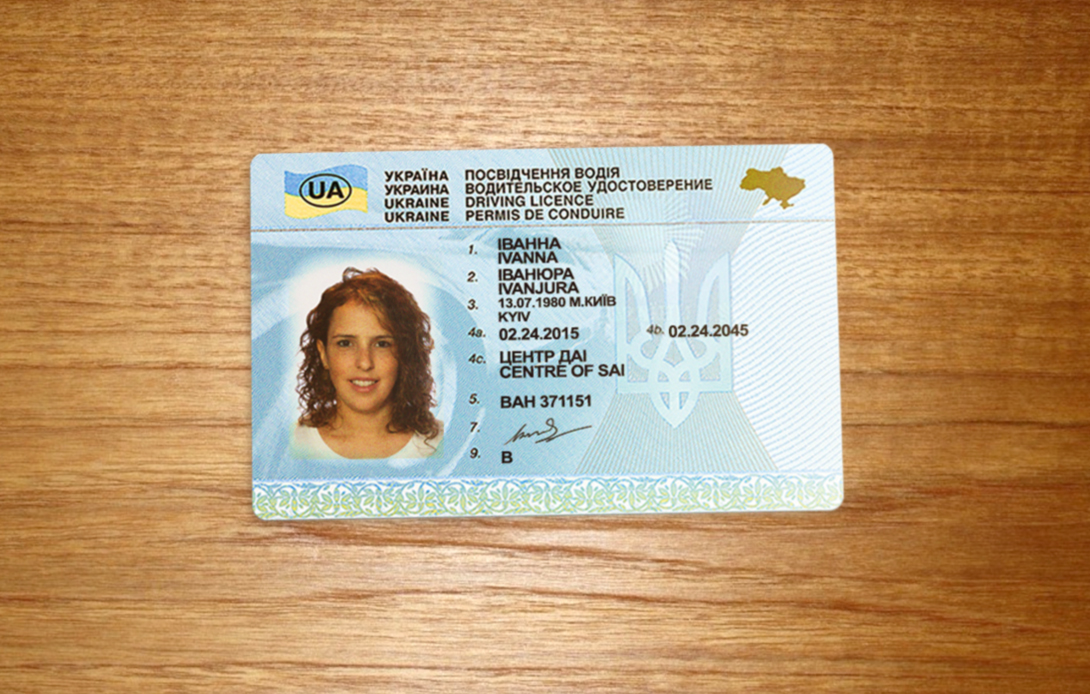 UA
УКРАЇНА ПОСВІДЧЕННЯ ВОДІЯ
УКРАИНА ВОДИТЕЛЬСКОЕ УДОСТОВЕРЕНИЕ
UKRAINE DRIVING LICENCE
UKRAINE PERMIS DE CONDUIRE
1. ІВАННА
IVANNA
2. ІВАНЮРА
IVANJURA
3. 13.07.1980 М.КИЇВ
KYIV
4a. 02.24.2015 4b. 02.24.2045
4c. ЦЕНТР ДАІ
CENTRE OF SAI
5. ВАН 371151
7.
9. B